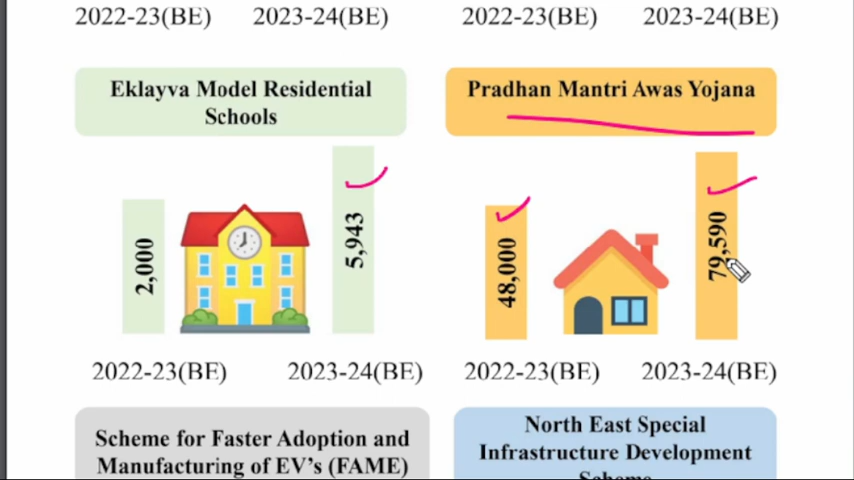 2022-23(BE) 2023-24(BE) 2022-23(BE) 2023-24(BE)
Eklayva Model Residential
Schools
Pradhan Mantri Awas Yojana
2,000
5,943
48,000
79,590
2022-23(BE) 2023-24(BE) 2022-23(BE) 2023-24(BE)
Scheme for Faster Adoption and
Manufacturing of EV's (FAME)
North East Special
Infrastructure Development
Scheme